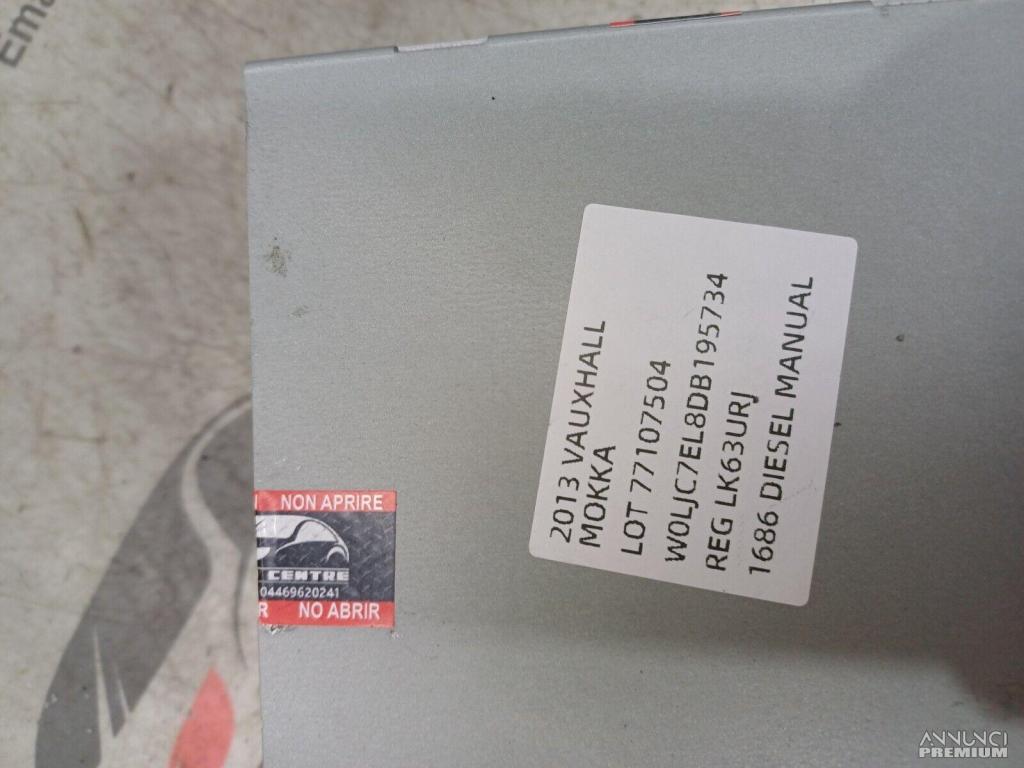 Ema
2013 VAUXHALL
MOKKA
LOT 77107504
W0LJC7EL8DB195734
REG LK63URJ
1686 DIESEL MANUAL
NON APRIRE
CENTRE
04469620241
R NO ABRIR
ANNUNCI
PREMIUM